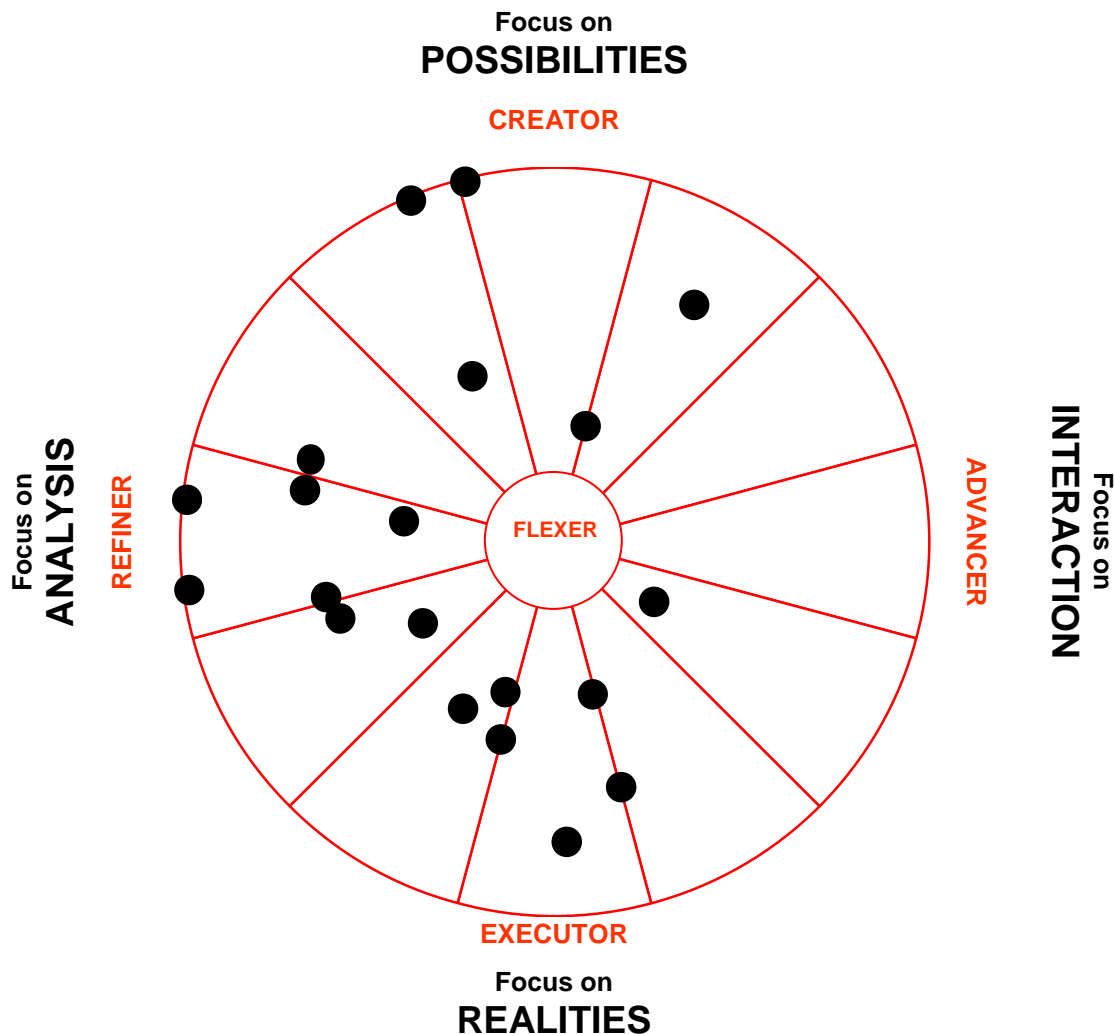 Focus on
POSSIBILITIES
CREATOR
Focus on
ANALYSIS
REFINER
FLEXER
ADVANCER
Focus on
INTERACTION
EXECUTOR
Focus on
REALITIES